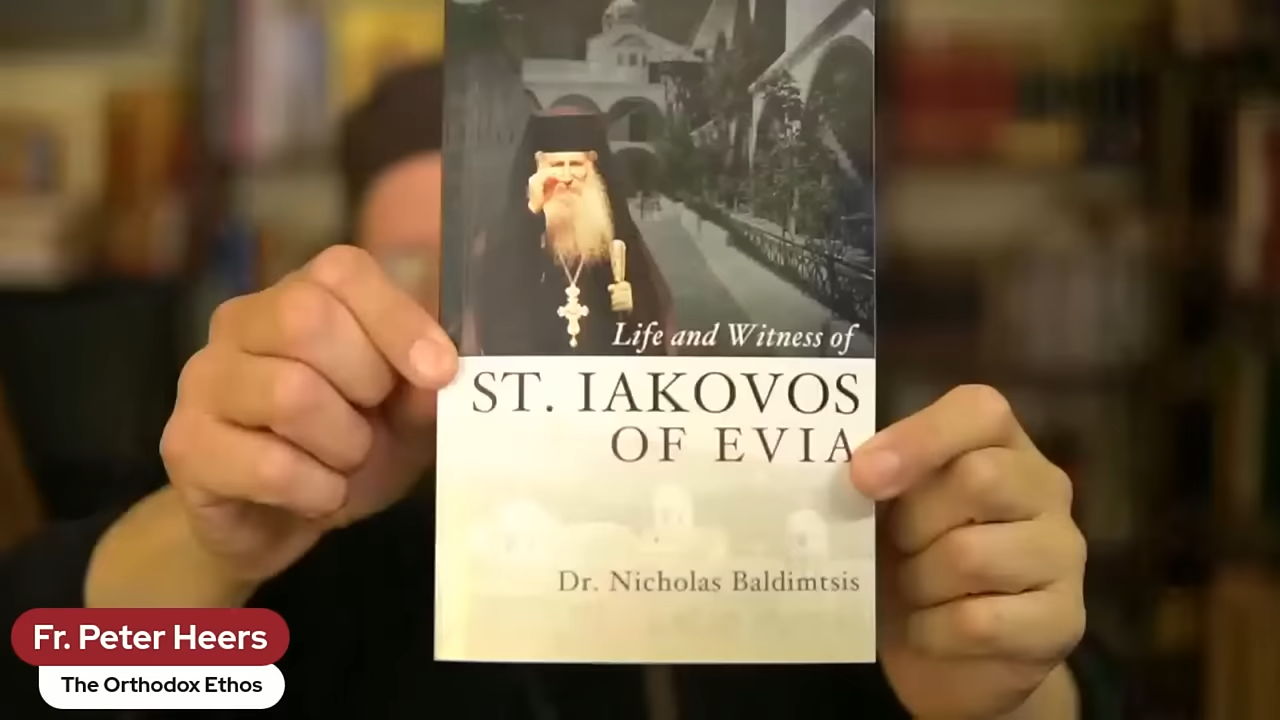 Life and Witness of
ST. IAKOVOS
OF EVIA
Dr. Nicholas Baldimtsis
Fr. Peter Heers
The Orthodox Ethos